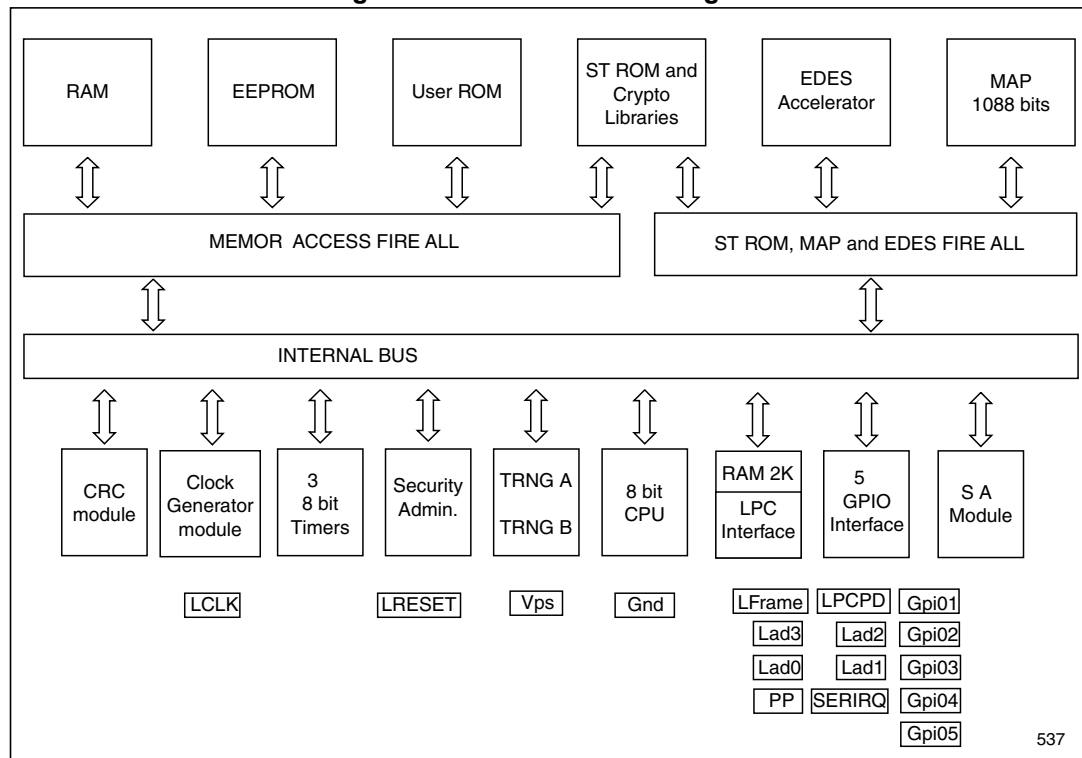 RAM
EEPROM
User ROM
ST ROM and
Crypto
Libraries
EDES
Accelerator
MAP
1088 bits
MEMOR ACCESS FIRE ALL
ST ROM, MAP and EDES FIRE ALL
INTERNAL BUS
CRC
module
Clock
Generator
module
3
8 bit
Timers
Security
Admin.
TRNG A
TRNG B
8 bit
CPU
RAM 2K
LPC
Interface
5
GPIO
Interface
S A
Module
LCLK
LRESET
Vps
Gnd
LFrame
LPCPD
Gpi01
Lad3
Lad2
Gpi02
Lad0
Lad1
Gpi03
PP
SERIRQ
Gpi04
Gpi05
537